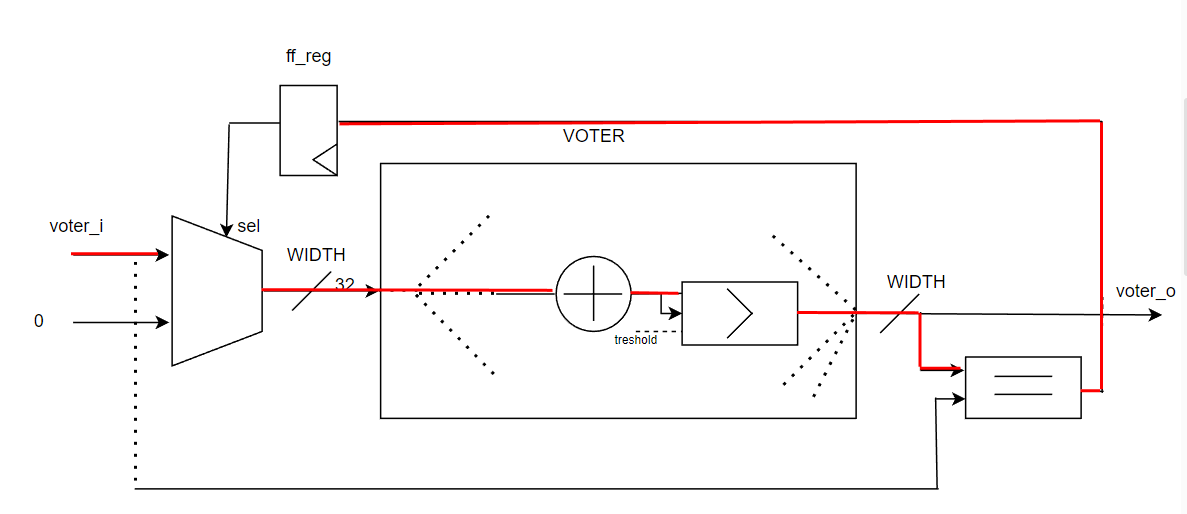 ff_reg
VOTER
voter_i
sel
WIDTH
32
0
treshold
WIDTH
voter_o